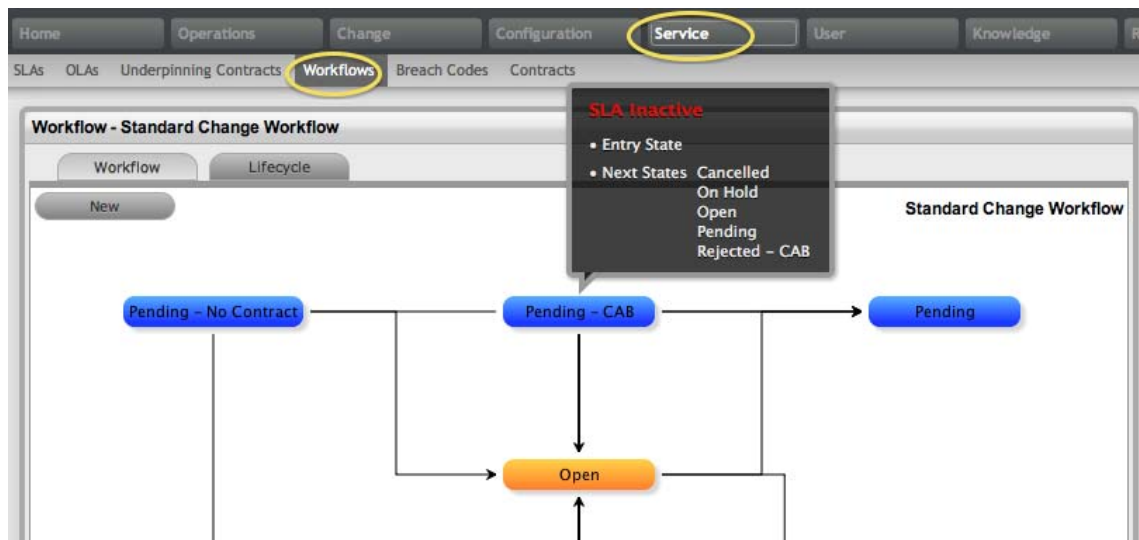 Home Operations Change Configuration Service User Knowledge
SLAs OLAs Underpinning Contracts Workflows Breach Codes Contracts
Workflow - Standard Change Workflow
Workflow Lifecycle
New
Standard Change Workflow
SLA Inactive
• Entry State
• Next States Cancelled
On Hold
Open
Pending
Rejected – CAB
Pending – No Contract
Pending – CAB
Pending
Open